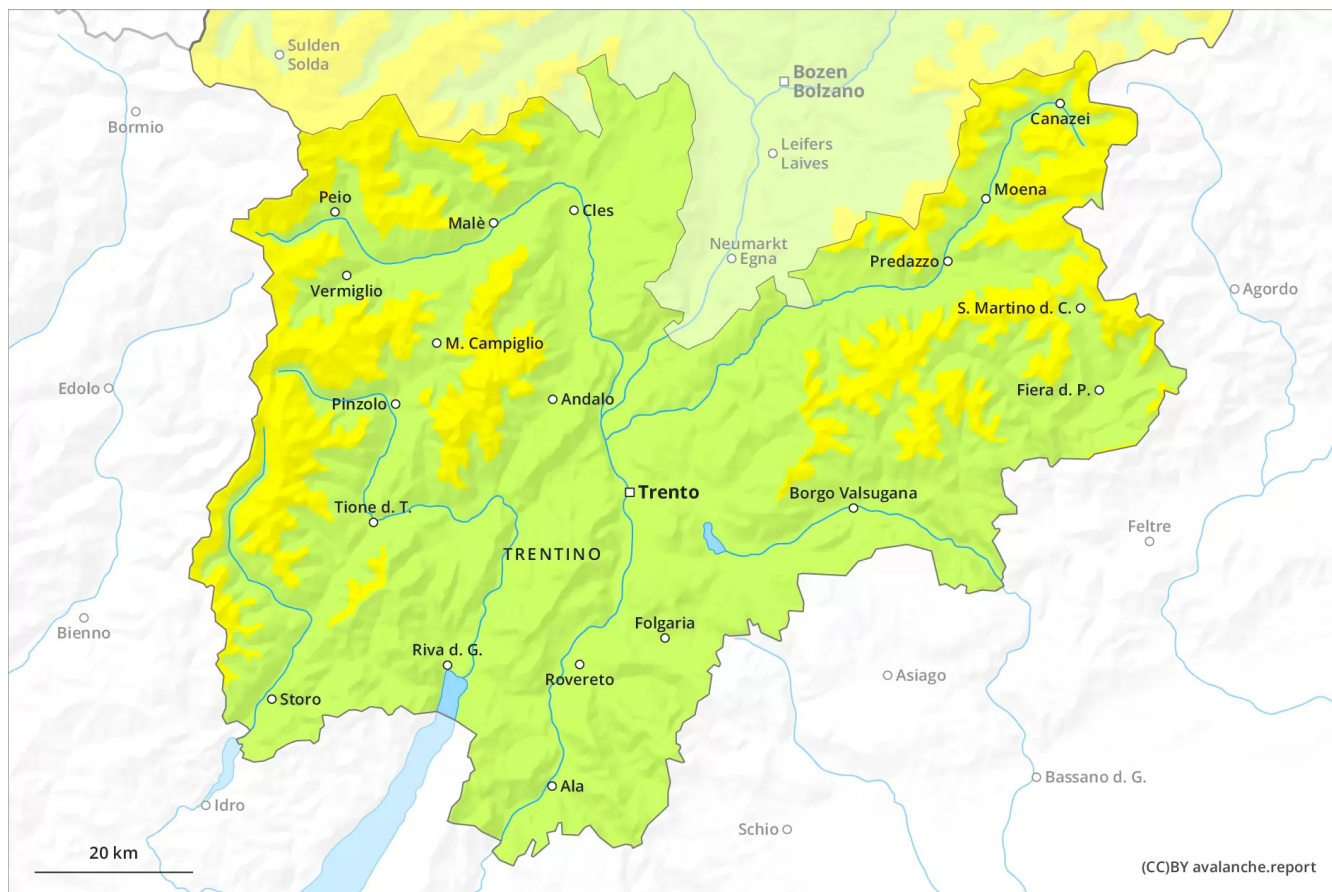 Sulden
Solda
Bozen
Bolzano
Bormio
Canazei
Leifers
Laives
Peio
Moena
Malè
Cles
Neumarkt
Egna
Predazzo
Vermiglio
Agordo
S. Martino d. C.
M. Campiglio
Edolo
Andalo
Fiera d. P.
Pinzolo
Trento
Borgo Valsugana
Tione d. T.
Feltre
TRENTINO
Bienno
Folgaria
Riva d. G.
Rovereto
Asiago
Storo
Bassano d. G.
Ala
Idro
Schio
20 km
(CC)BY avalanche.report